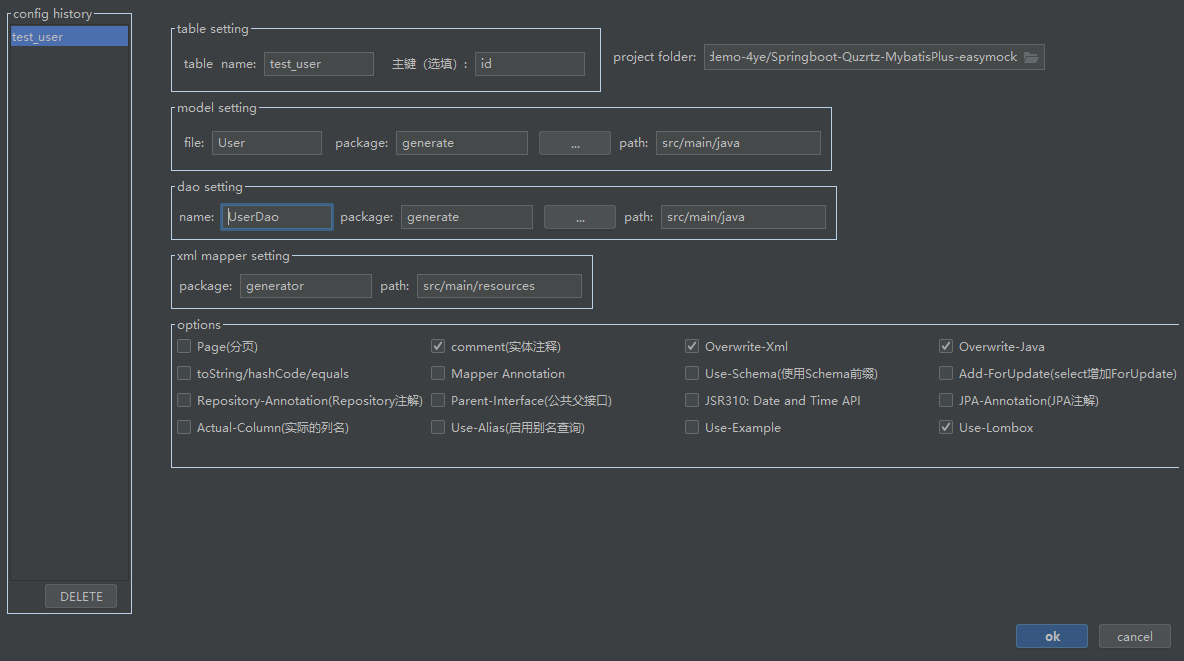 config history
test_user
DELETE
table setting
table name: test_user 主键（选填）: id
project folder: demo-4ye/Springboot-Quzrtz-MybatisPlus-easymock
model setting
file: User package: generate ... path: src/main/java
dao setting
name: UserDao package: generate ... path: src/main/java
xml mapper setting
package: generator path: src/main/resources
options
Page(分页) comment(实体注释) Overwrite-Xml Overwrite-Java
toString/hashCode/equals Mapper Annotation Use-Schema(使用Schema前缀) Add-ForUpdate(select增加ForUpdate)
Repository-Annotation(Repository注解) Parent-Interface(公共父接口) JSR310: Date and Time API JPA-Annotation(JPA注解)
Actual-Column(实际的列名) Use-Alias(启用别名查询) Use-Example Use-Lombox
ok cancel